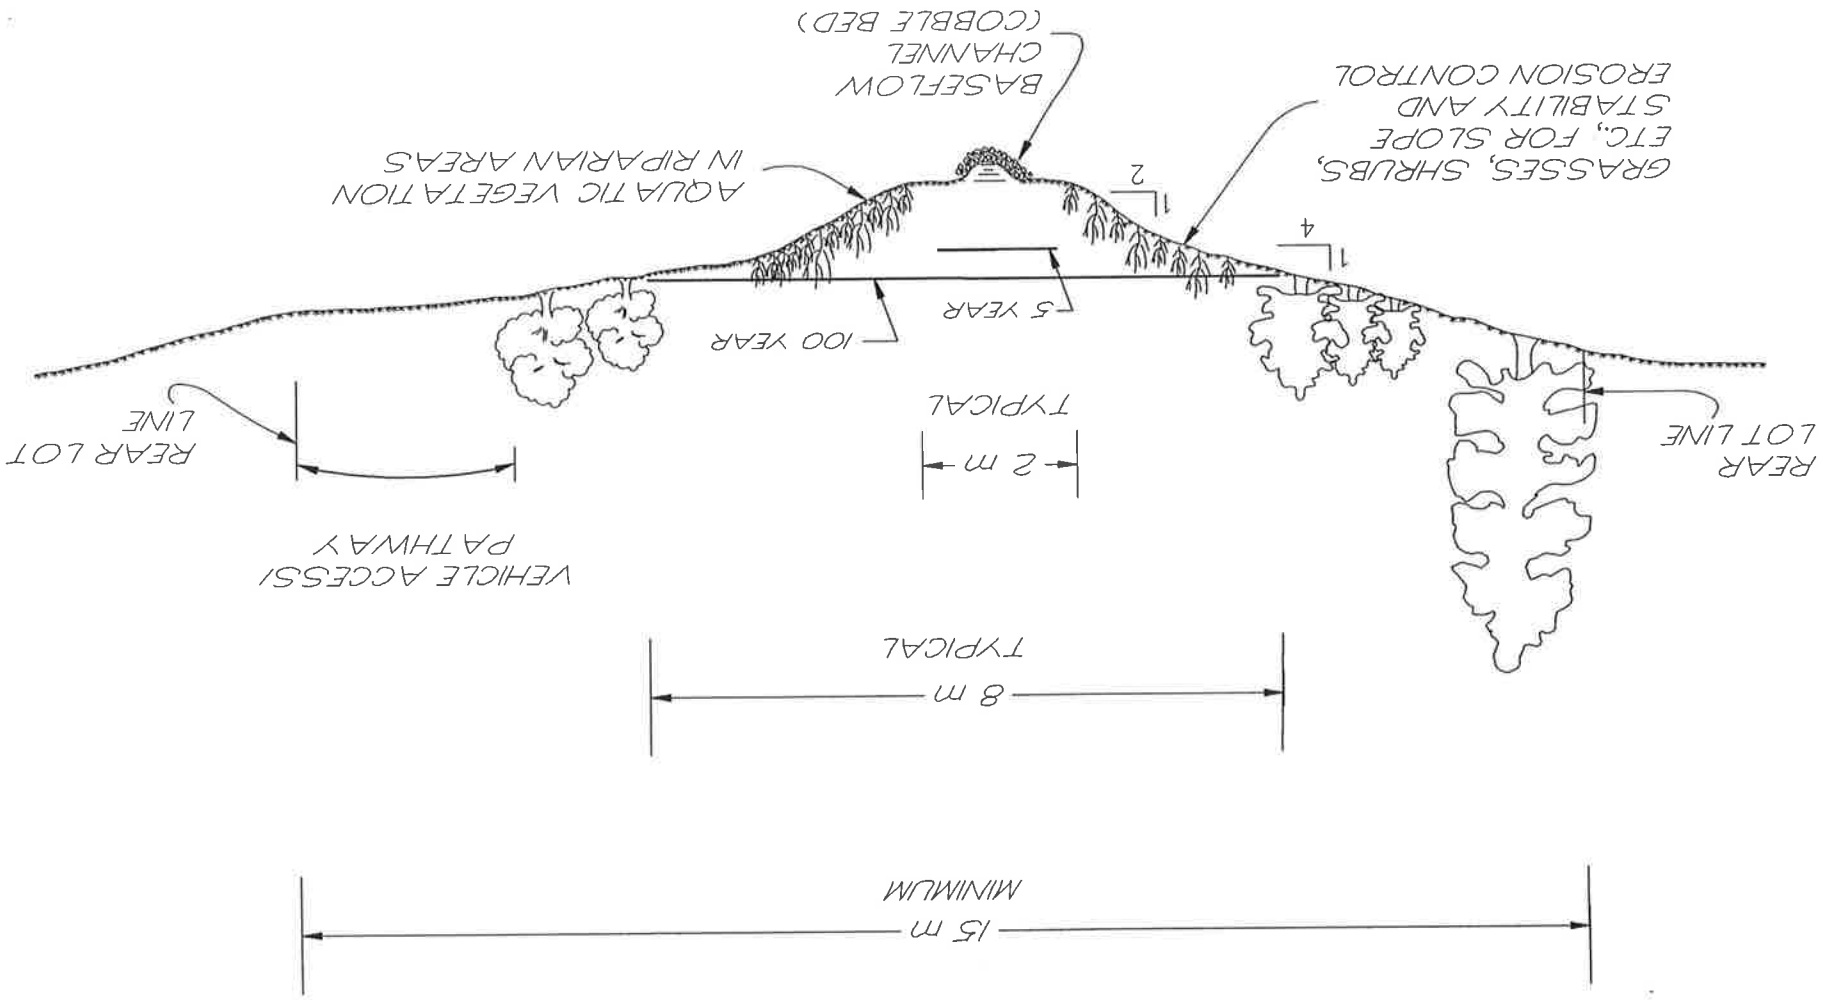 15 m
MINIMUM
8 m
TYPICAL
VEHICLE ACCESS/
PATHWAY
REAR
LOT LINE
2 m
TYPICAL
REAR LOT
LINE
100 YEAR
5 YEAR
1
4
1
2
GRASSES, SHRUBS,
ETC., FOR SLOPE
STABILITY AND
EROSION CONTROL
AQUATIC VEGETATION
IN RIPARIAN AREAS
BASEFLOW
CHANNEL
(COBBLE BED)